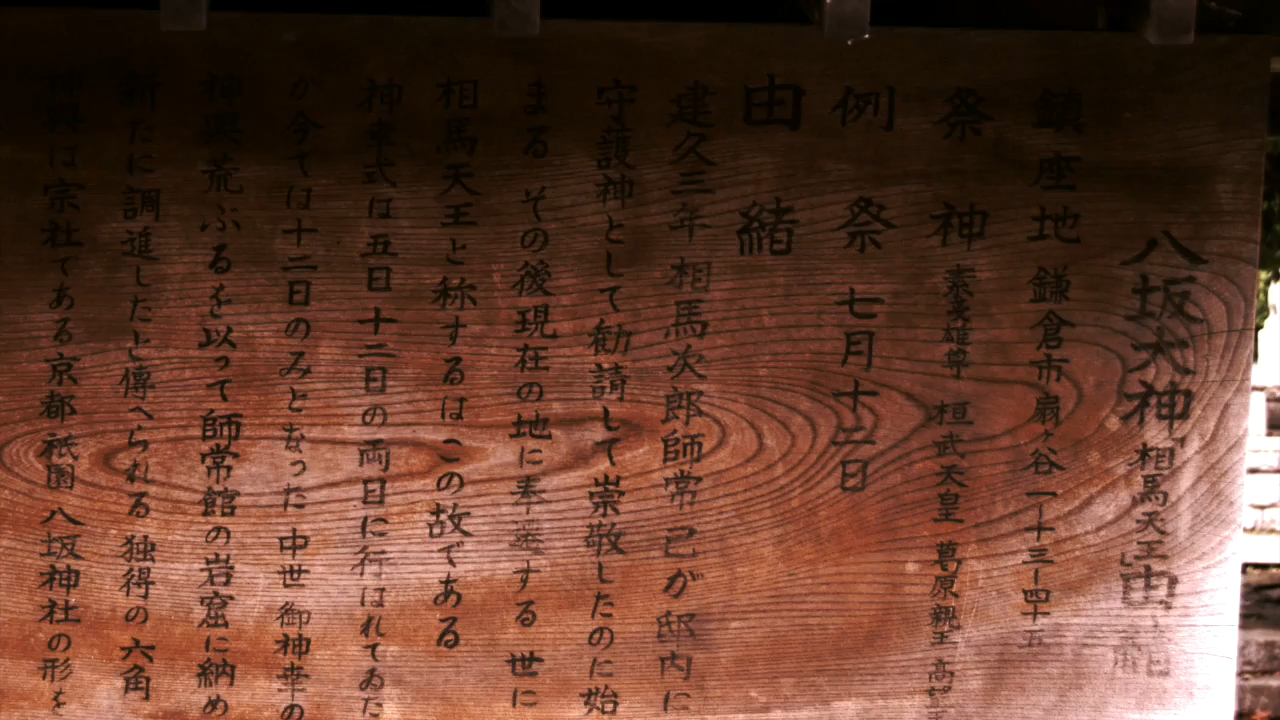 八坂大神「相馬天王」由
鎮座地 鎌倉市扇ヶ谷一ー十三ー四十五
祭神 素戔雄尊 桓武天皇 葛原親王 高望王
例祭 七月十二日
由緒
建久三年相馬次郎師常己が邸内に
守護神として勧請して崇敬したのに始
まる その後現在の地に奉遷する 世に
相馬天王と称するはこの故である
神幸式は五日十二日の両日に行はれてゐた
が今ては十二日のみとなった 中世御神幸の
神輿荒ぶるを以って師常館の岩窟に納め
新たに調進したと傳へられる 独得の六角
神輿は宗社てある京都祇園八坂神社の形を